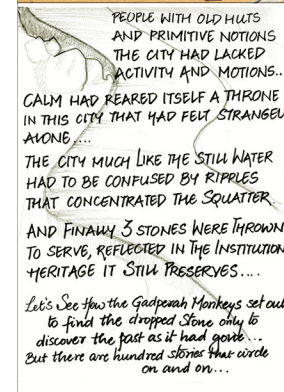 PEOPLE WITH OLD HUTS
AND PRIMITIVE NOTIONS
THE CITY HAD LACKED
ACTIVITY AND MOTIONS..
CALM HAD REARED ITSELF A THRONE
IN THIS CITY THAT HAD FELT STRANGEL
ALONE....
THE CITY MUCH LIKE THE STILL WATER
HAD TO BE CONFUSED BY RIPPLES
THAT CONCENTRATED THE SQUATTER.
AND FINALLY 3 STONES WERE THROWN
TO SERVE, REFLECTED IN THE INSTITUTION
HERITAGE IT STILL PRESERVES....
Let's See How the Gadperah Monkeys set out
to find the dropped Stone only to
discover the past as it had gone...
But there are hundred stories that circle
on and on...